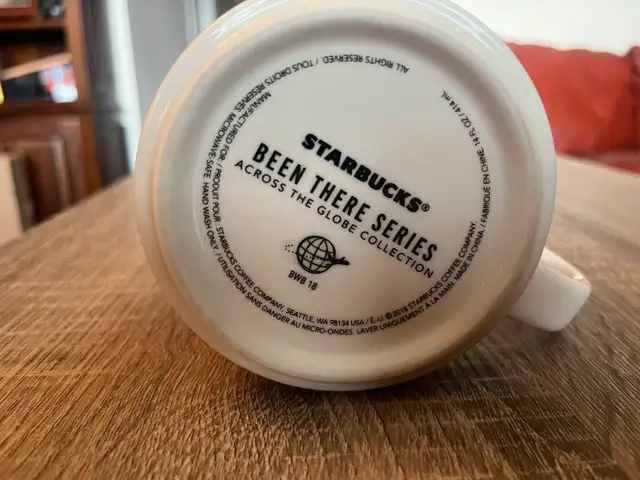 STARBUCKS®
BEEN THERE SERIES
ACROSS THE GLOBE COLLECTION
BWB 18
MANUFACTURED FOR / PRODUIT POUR : STARBUCKS COFFEE COMPANY, SEATTLE, WA 98134 USA / É.-U. © 2018 STARBUCKS COFFEE COMPANY.
ALL RIGHTS RESERVED. / TOUS DROITS RÉSERVÉS. MICROWAVE-SAFE. HAND WASH ONLY. / UTILISATION SANS DANGER AU MICRO-ONDES. LAVER UNIQUEMENT À LA MAIN. MADE IN CHINA / FABRIQUÉ EN CHINE 14 FL OZ / 414 mL